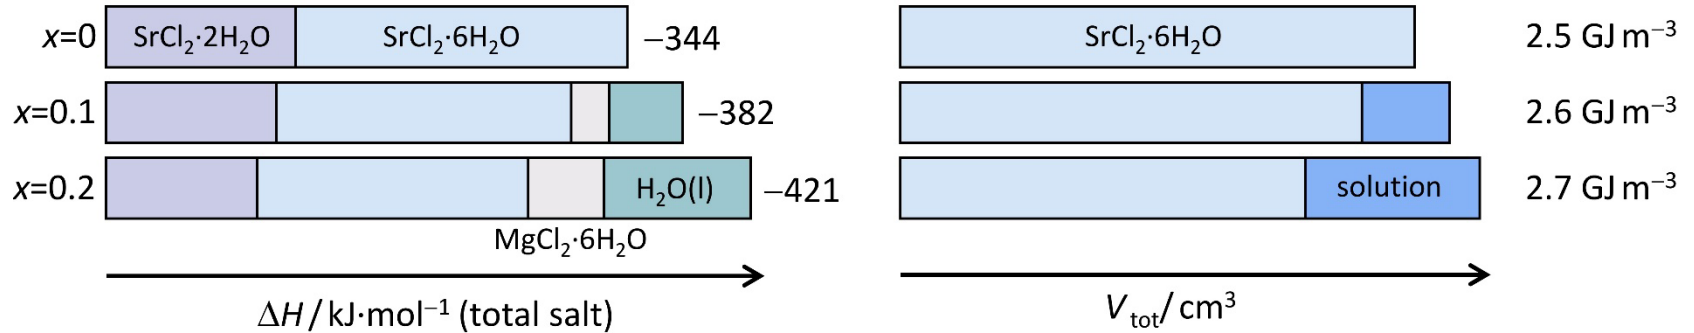 x=0 SrCl₂·2H₂O SrCl₂·6H₂O −344 SrCl₂·6H₂O 2.5 GJ m⁻³
x=0.1 −382 2.6 GJ m⁻³
x=0.2 H₂O(l) −421 solution 2.7 GJ m⁻³
MgCl₂·6H₂O
ΔH / kJ·mol⁻¹ (total salt) V tot / cm³